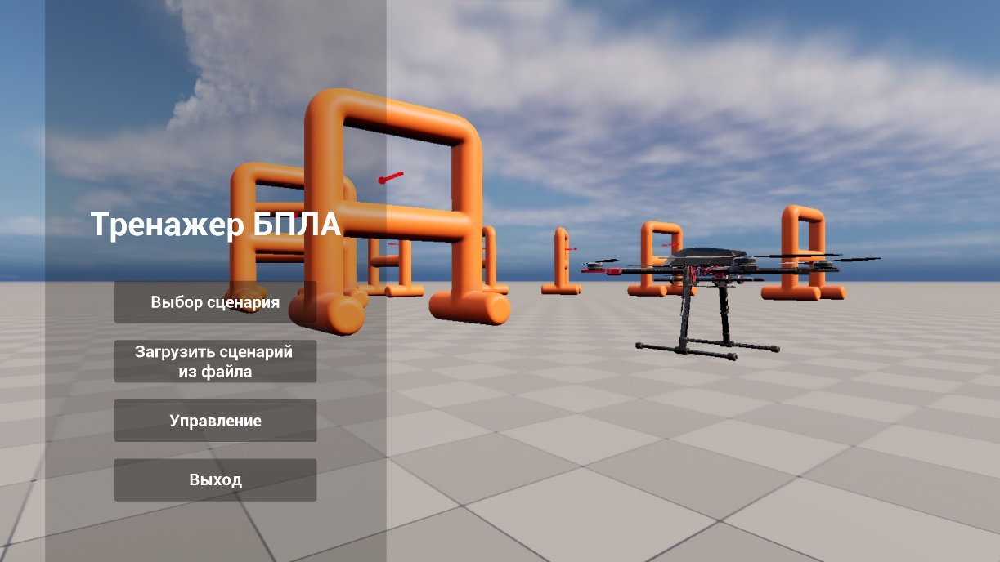 Тренажер БПЛА
Выбор сценария
Загрузить сценарий
из файла
Управление
Выход